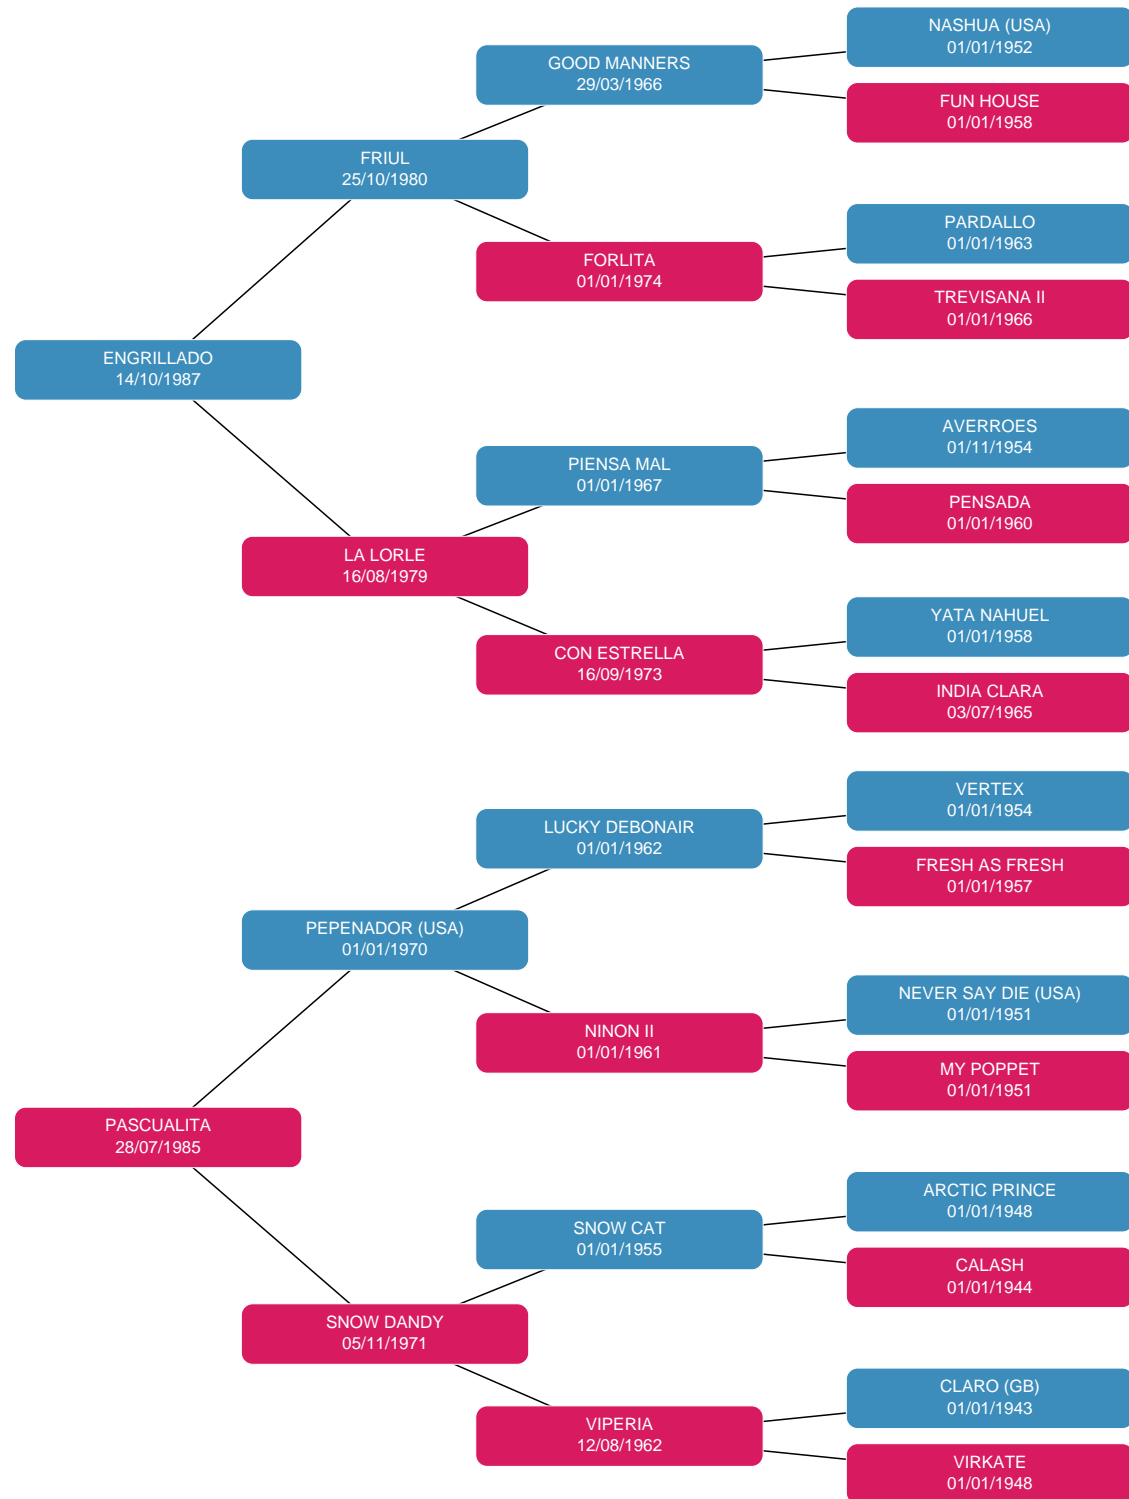 NASHUA (USA)
01/01/1952
GOOD MANNERS
29/03/1966
FUN HOUSE
01/01/1958
FRIUL
25/10/1980
PARDALLO
01/01/1963
FORLITA
01/01/1974
TREVISANA II
01/01/1966
ENGRILLADO
14/10/1987
AVERROES
01/11/1954
PIENSA MAL
01/01/1967
PENSADA
01/01/1960
LA LORLE
16/08/1979
YATA NAHUEL
01/01/1958
CON ESTRELLA
16/09/1973
INDIA CLARA
03/07/1965
VERTEX
01/01/1954
LUCKY DEBONAIR
01/01/1962
FRESH AS FRESH
01/01/1957
PEPENADOR (USA)
01/01/1970
NEVER SAY DIE (USA)
01/01/1951
NINON II
01/01/1961
MY POPPET
01/01/1951
PASCUALITA
28/07/1985
ARCTIC PRINCE
01/01/1948
SNOW CAT
01/01/1955
CALASH
01/01/1944
SNOW DANDY
05/11/1971
CLARO (GB)
01/01/1943
VIPERIA
12/08/1962
VIRKATE
01/01/1948